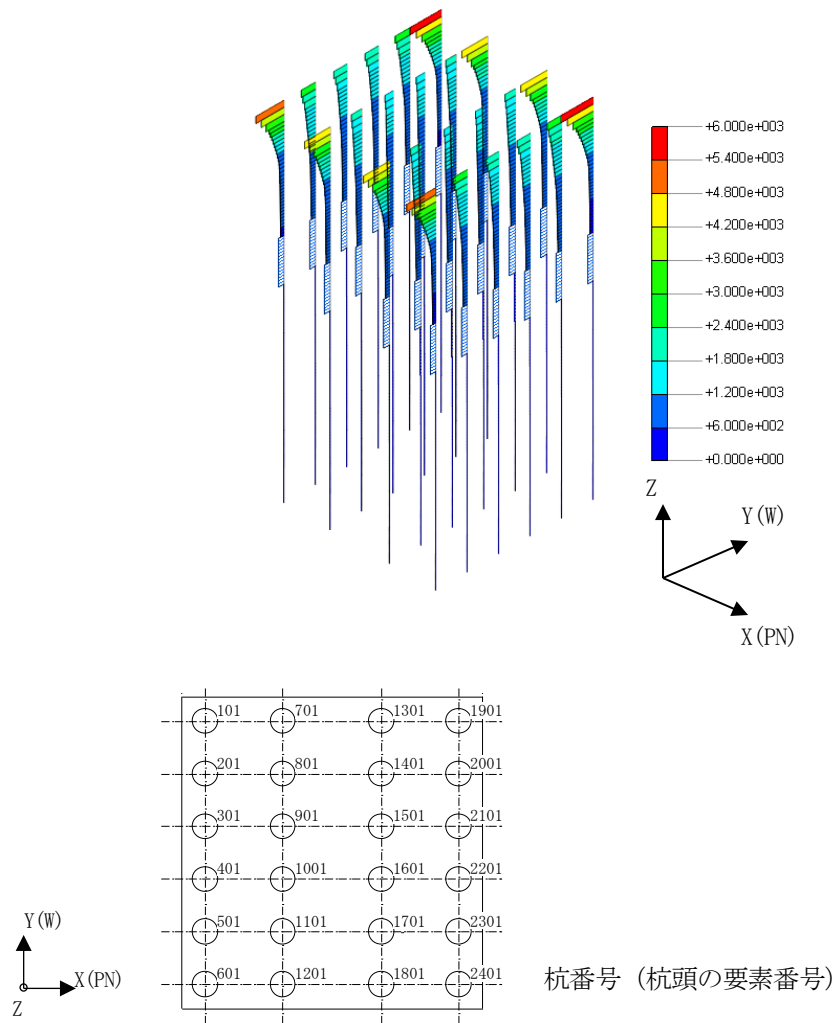 +6.000e+003
+5.400e+003
+4.800e+003
+4.200e+003
+3.600e+003
+3.000e+003
+2.400e+003
+1.800e+003
+1.200e+003
+6.000e+002
+0.000e+000
Z
Y(W)
X(PN)
101 701 1301 1901
201 801 1401 2001
301 901 1501 2101
401 1001 1601 2201
501 1101 1701 2301
601 1201 1801 2401
Y(W)
X(PN)
Z
杭番号（杭頭の要素番号）